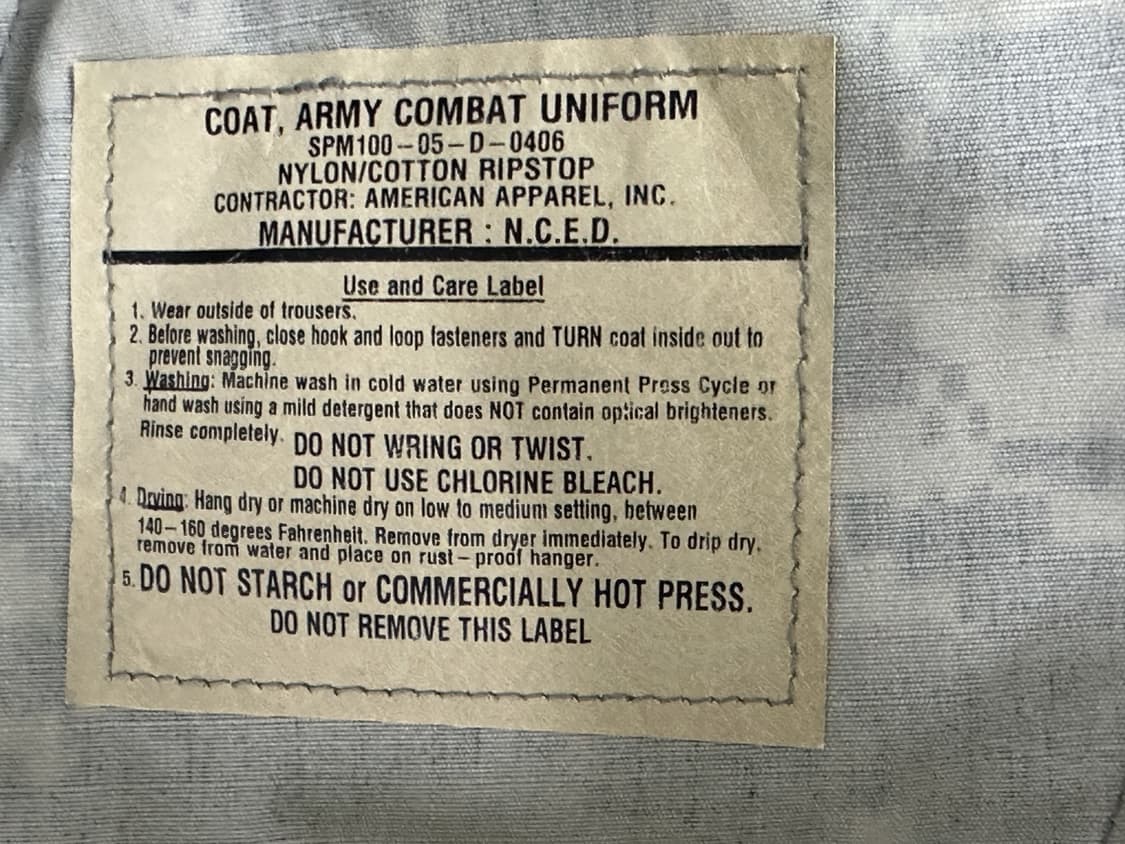 COAT, ARMY COMBAT UNIFORM
SPM100-05-D-0406
NYLON/COTTON RIPSTOP
CONTRACTOR: AMERICAN APPAREL, INC.
MANUFACTURER : N.C.E.D.
Use and Care Label
1. Wear outside of trousers.
2. Before washing, close hook and loop fasteners and TURN coat inside out to
prevent snagging.
3. Washing: Machine wash in cold water using Permanent Press Cycle or
hand wash using a mild detergent that does NOT contain optical brighteners.
Rinse completely. DO NOT WRING OR TWIST.
DO NOT USE CHLORINE BLEACH.
4. Drying: Hang dry or machine dry on low to medium setting, between
140-160 degrees Fahrenheit. Remove from dryer immediately. To drip dry,
remove from water and place on rust-proof hanger.
5. DO NOT STARCH or COMMERCIALLY HOT PRESS.
DO NOT REMOVE THIS LABEL